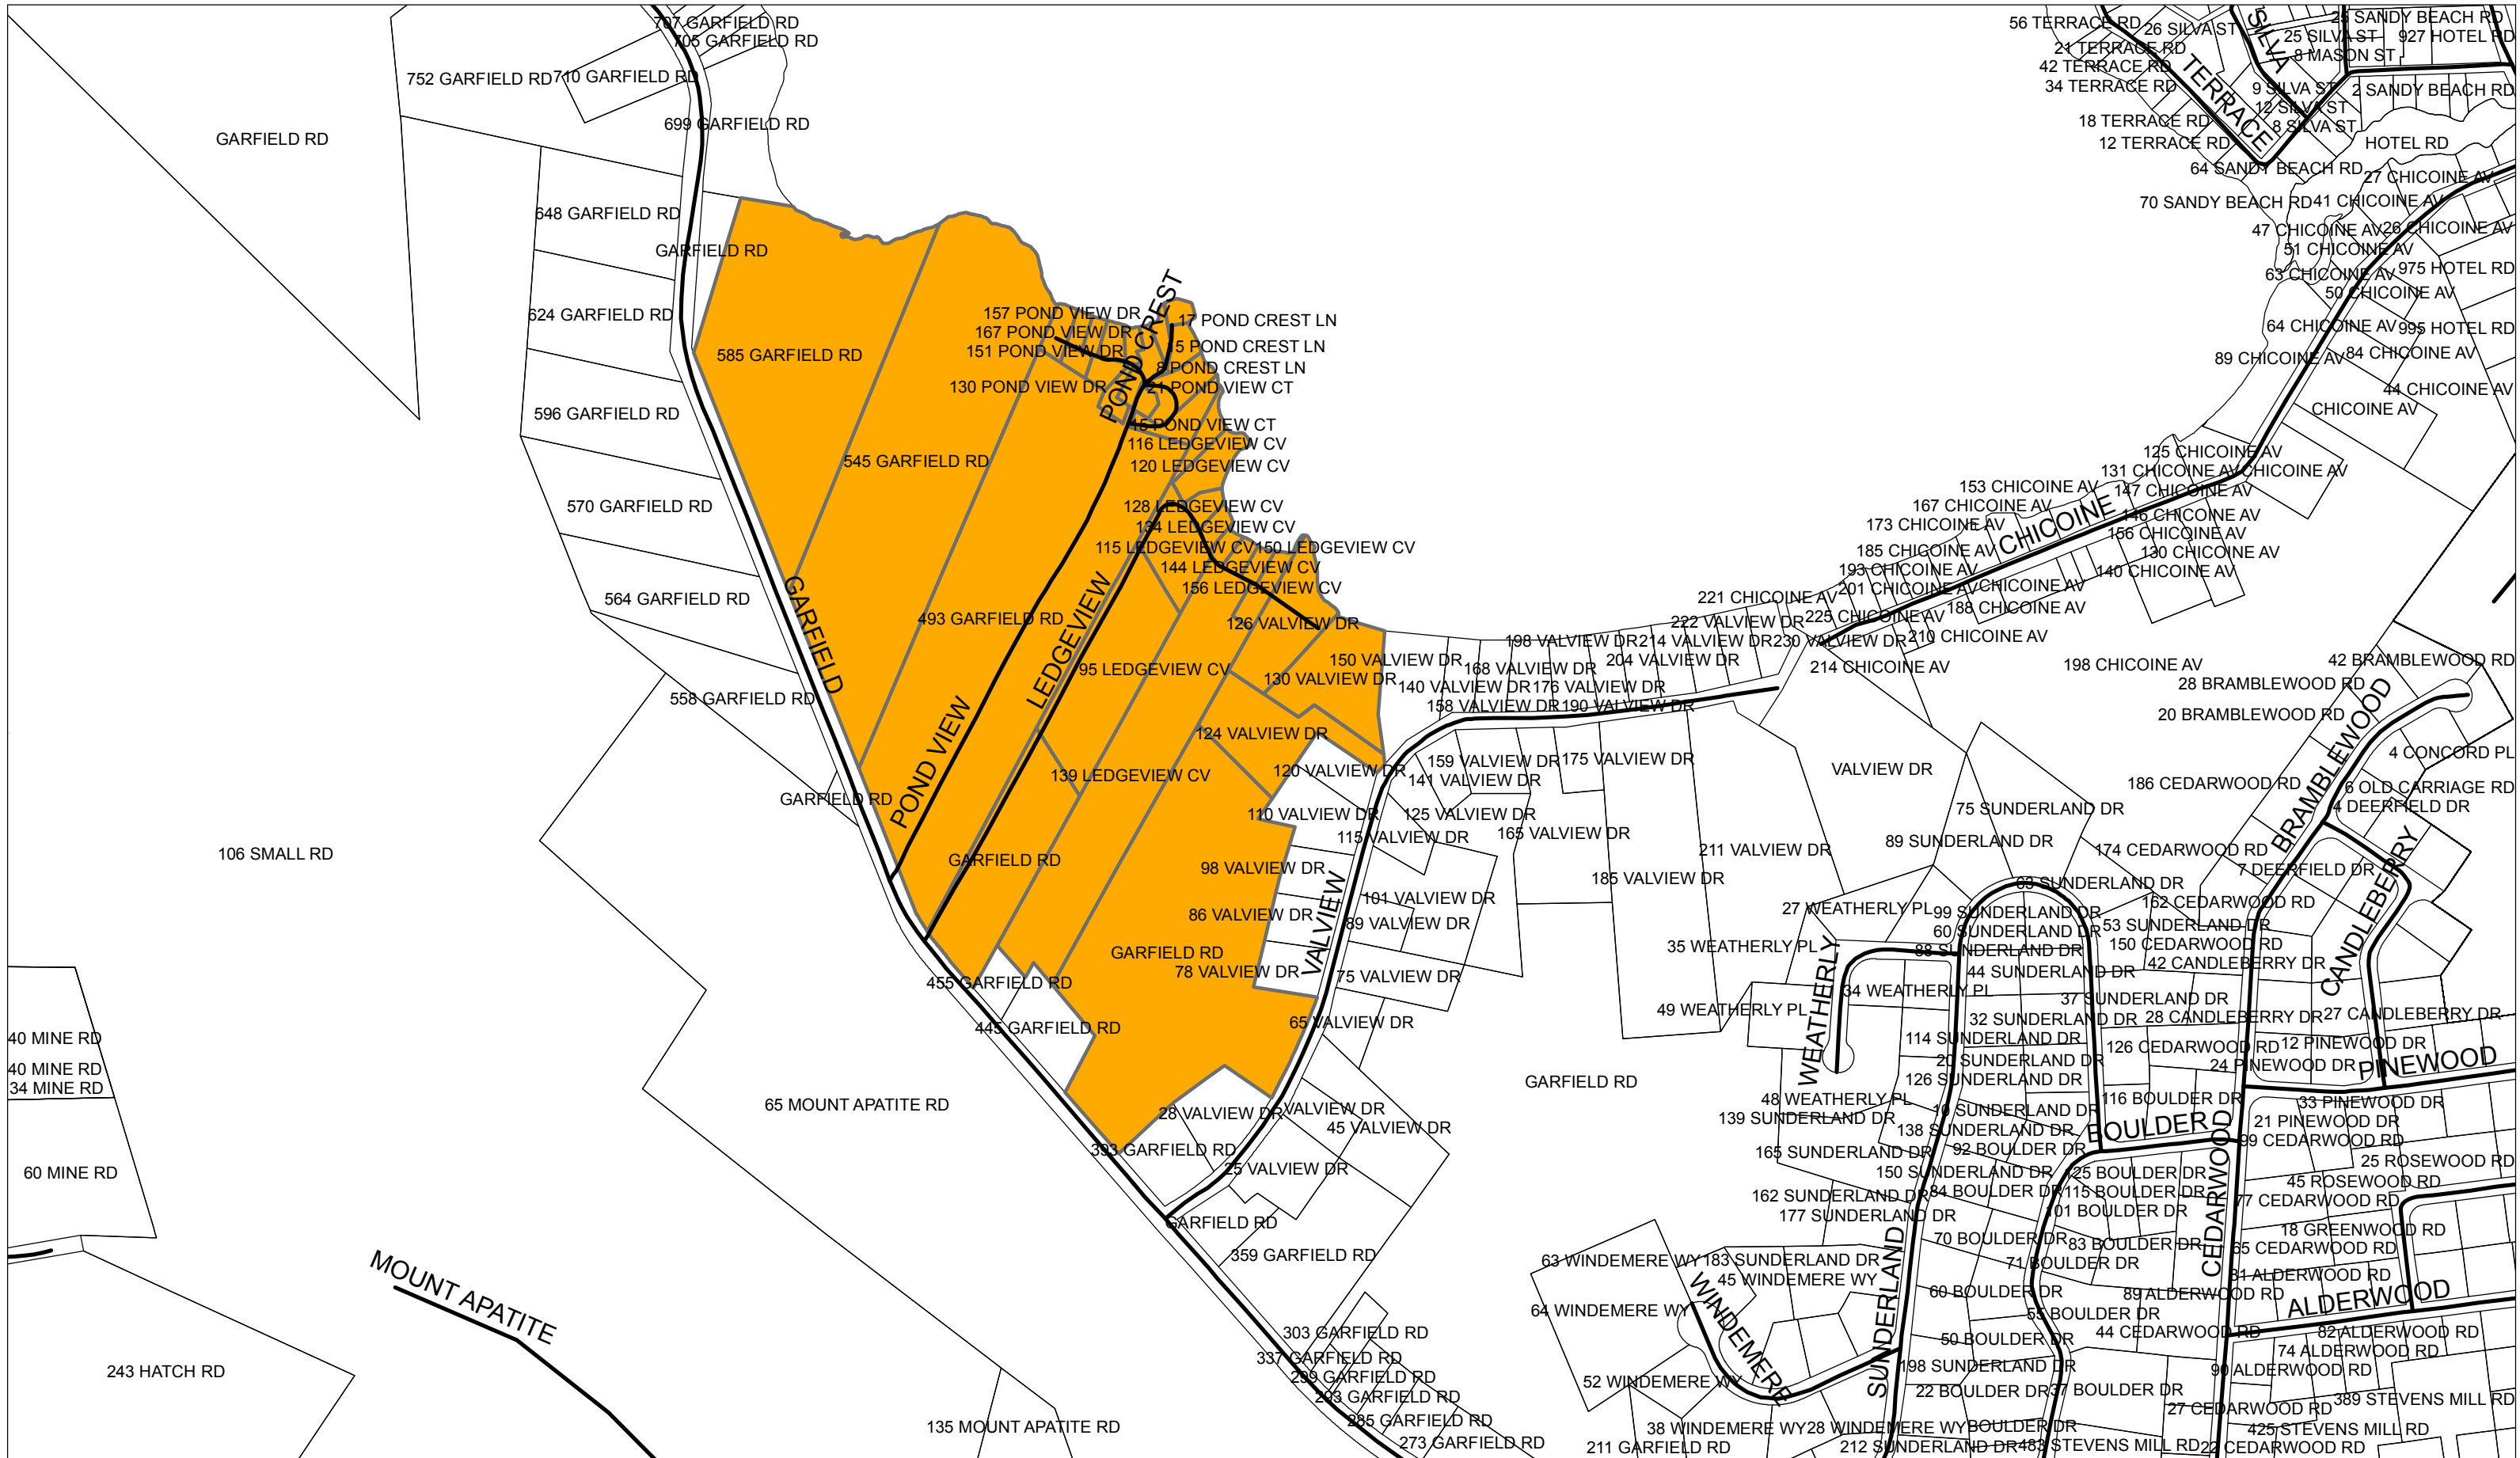 707 GARFIELD RD
705 GARFIELD RD
752 GARFIELD RD
710 GARFIELD RD
GARFIELD RD
699 GARFIELD RD
648 GARFIELD RD
GARFIELD RD
624 GARFIELD RD
585 GARFIELD RD
596 GARFIELD RD
545 GARFIELD RD
570 GARFIELD RD
564 GARFIELD RD
493 GARFIELD RD
558 GARFIELD RD
GARFIELD RD
GARFIELD
POND VIEW
LEDGEVIEW
POND CREST
157 POND VIEW DR
167 POND VIEW DR
151 POND VIEW DR
130 POND VIEW DR
17 POND CREST LN
15 POND CREST LN
8 POND CREST LN
21 POND VIEW CT
15 POND VIEW CT
116 LEDGEVIEW CV
120 LEDGEVIEW CV
128 LEDGEVIEW CV
134 LEDGEVIEW CV
115 LEDGEVIEW CV
150 LEDGEVIEW CV
144 LEDGEVIEW CV
156 LEDGEVIEW CV
126 VALVIEW DR
95 LEDGEVIEW CV
150 VALVIEW DR
130 VALVIEW DR
124 VALVIEW DR
139 LEDGEVIEW CV
120 VALVIEW DR
110 VALVIEW DR
GARFIELD RD
98 VALVIEW DR
86 VALVIEW DR
GARFIELD RD
78 VALVIEW DR
455 GARFIELD RD
445 GARFIELD RD
106 SMALL RD
40 MINE RD
40 MINE RD
34 MINE RD
60 MINE RD
65 MOUNT APATITE RD
MOUNT APATITE
243 HATCH RD
135 MOUNT APATITE RD
393 GARFIELD RD
28 VALVIEW DR
VALVIEW DR
45 VALVIEW DR
25 VALVIEW DR
GARFIELD RD
359 GARFIELD RD
303 GARFIELD RD
337 GARFIELD RD
299 GARFIELD RD
293 GARFIELD RD
285 GARFIELD RD
273 GARFIELD RD
211 GARFIELD RD
VALVIEW
198 VALVIEW DR
214 VALVIEW DR
230 VALVIEW DR
222 VALVIEW DR
168 VALVIEW DR
204 VALVIEW DR
140 VALVIEW DR
176 VALVIEW DR
158 VALVIEW DR
190 VALVIEW DR
159 VALVIEW DR
175 VALVIEW DR
141 VALVIEW DR
125 VALVIEW DR
115 VALVIEW DR
165 VALVIEW DR
101 VALVIEW DR
89 VALVIEW DR
75 VALVIEW DR
65 VALVIEW DR
185 VALVIEW DR
211 VALVIEW DR
VALVIEW DR
GARFIELD RD
56 TERRACE RD
26 SILVA ST
21 TERRACE RD
42 TERRACE RD
34 TERRACE RD
18 TERRACE RD
12 TERRACE RD
TERRACE
SILVA
25 SANDY BEACH RD
25 SILVA ST
927 HOTEL RD
8 MASON ST
9 SILVA ST
2 SANDY BEACH RD
12 SILVA ST
8 SILVA ST
HOTEL RD
64 SANDY BEACH RD
27 CHICOINE AV
70 SANDY BEACH RD
41 CHICOINE AV
47 CHICOINE AV
26 CHICOINE AV
51 CHICOINE AV
63 CHICOINE AV
975 HOTEL RD
50 CHICOINE AV
64 CHICOINE AV
995 HOTEL RD
89 CHICOINE AV
84 CHICOINE AV
44 CHICOINE AV
CHICOINE AV
125 CHICOINE AV
131 CHICOINE AV
CHICOINE AV
153 CHICOINE AV
147 CHICOINE AV
167 CHICOINE AV
146 CHICOINE AV
173 CHICOINE AV
156 CHICOINE AV
CHICOINE
185 CHICOINE AV
130 CHICOINE AV
193 CHICOINE AV
140 CHICOINE AV
201 CHICOINE AV
CHICOINE AV
221 CHICOINE AV
188 CHICOINE AV
225 CHICOINE AV
210 CHICOINE AV
214 CHICOINE AV
198 CHICOINE AV
42 BRAMBLEWOOD RD
28 BRAMBLEWOOD RD
20 BRAMBLEWOOD RD
BRAMBLEWOOD
4 CONCORD PL
186 CEDARWOOD RD
6 OLD CARRIAGE RD
4 DEERFIELD DR
75 SUNDERLAND DR
89 SUNDERLAND DR
174 CEDARWOOD RD
7 DEERFIELD DR
CANDLEBERRY
63 SUNDERLAND DR
162 CEDARWOOD RD
27 WEATHERLY PL
99 SUNDERLAND DR
53 SUNDERLAND DR
60 SUNDERLAND DR
150 CEDARWOOD RD
35 WEATHERLY PL
88 SUNDERLAND DR
42 CANDLEBERRY DR
44 SUNDERLAND DR
34 WEATHERLY PL
37 SUNDERLAND DR
49 WEATHERLY PL
32 SUNDERLAND DR
28 CANDLEBERRY DR
27 CANDLEBERRY DR
WEATHERLY
114 SUNDERLAND DR
126 CEDARWOOD RD
12 PINEWOOD DR
20 SUNDERLAND DR
24 PINEWOOD DR
PINEWOOD
126 SUNDERLAND DR
48 WEATHERLY PL
116 BOULDER DR
33 PINEWOOD DR
139 SUNDERLAND DR
10 SUNDERLAND DR
21 PINEWOOD DR
138 SUNDERLAND DR
BOULDER
99 CEDARWOOD RD
165 SUNDERLAND DR
92 BOULDER DR
25 ROSEWOOD RD
150 SUNDERLAND DR
125 BOULDER DR
45 ROSEWOOD RD
162 SUNDERLAND DR
84 BOULDER DR
115 BOULDER DR
77 CEDARWOOD RD
177 SUNDERLAND DR
101 BOULDER DR
CEDARWOOD
18 GREENWOOD RD
70 BOULDER DR
83 BOULDER DR
65 CEDARWOOD RD
63 WINDEMERE WY
183 SUNDERLAND DR
71 BOULDER DR
81 ALDERWOOD RD
45 WINDEMERE WY
60 BOULDER DR
89 ALDERWOOD RD
ALDERWOOD
64 WINDEMERE WY
55 BOULDER DR
WINDEMERE
SUNDERLAND
50 BOULDER DR
44 CEDARWOOD RD
82 ALDERWOOD RD
74 ALDERWOOD RD
198 SUNDERLAND DR
90 ALDERWOOD RD
52 WINDEMERE WY
22 BOULDER DR
37 BOULDER DR
389 STEVENS MILL RD
27 CEDARWOOD RD
38 WINDEMERE WY
28 WINDEMERE WY
BOULDER DR
425 STEVENS MILL RD
212 SUNDERLAND DR
483 STEVENS MILL RD
22 CEDARWOOD RD